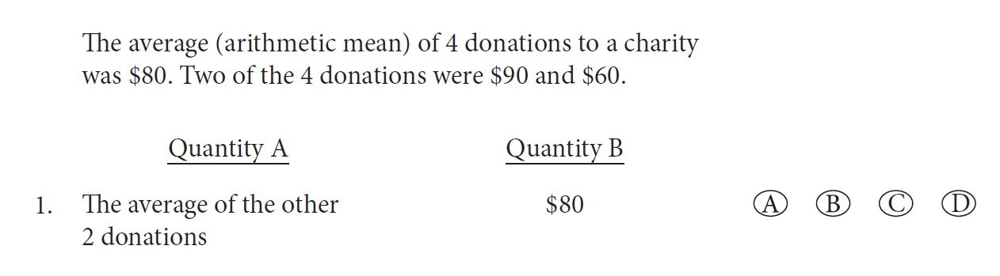 The average (arithmetic mean) of 4 donations to a charity
was $80. Two of the 4 donations were $90 and $60.
Quantity A Quantity B
1. The average of the other $80 A B C D
2 donations